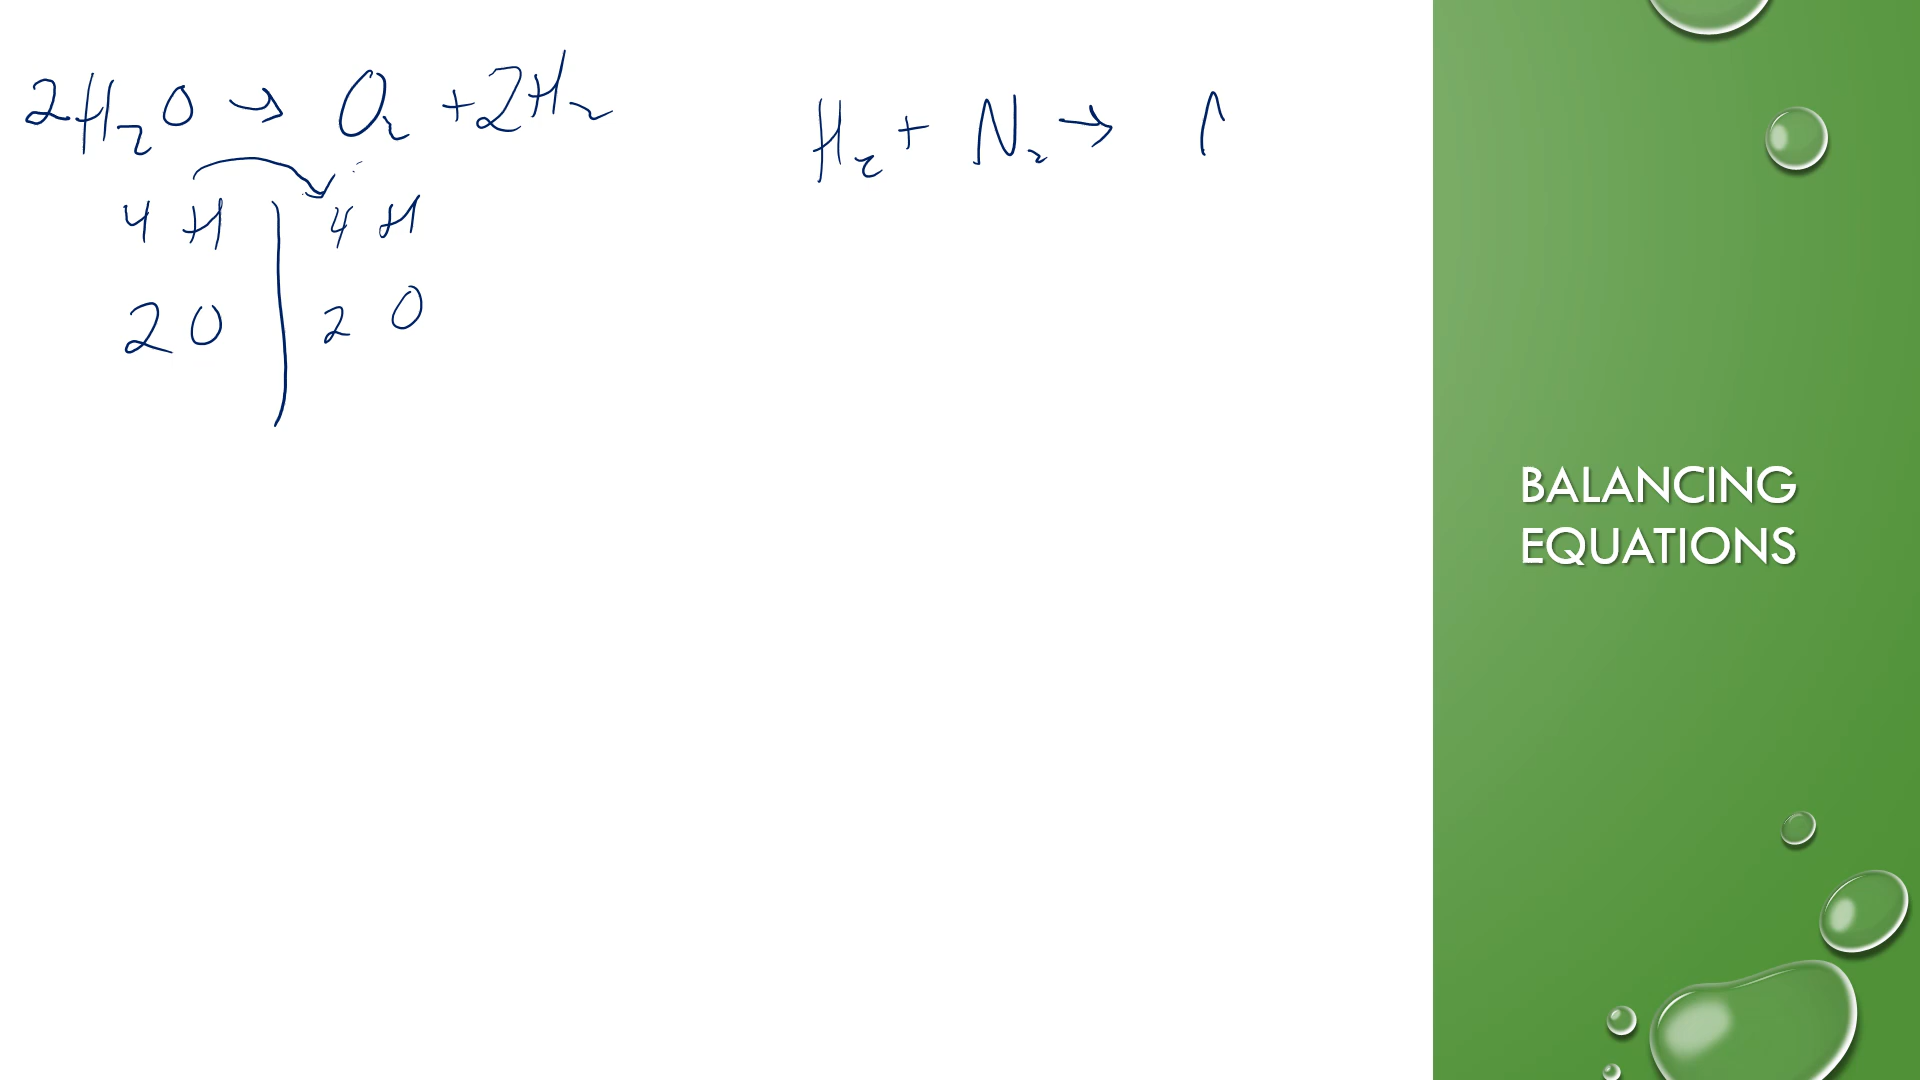 2H₂O → O₂ + 2H₂
4 H | 4 H
2 O | 2 O
H₂ + N₂ →
BALANCING
EQUATIONS